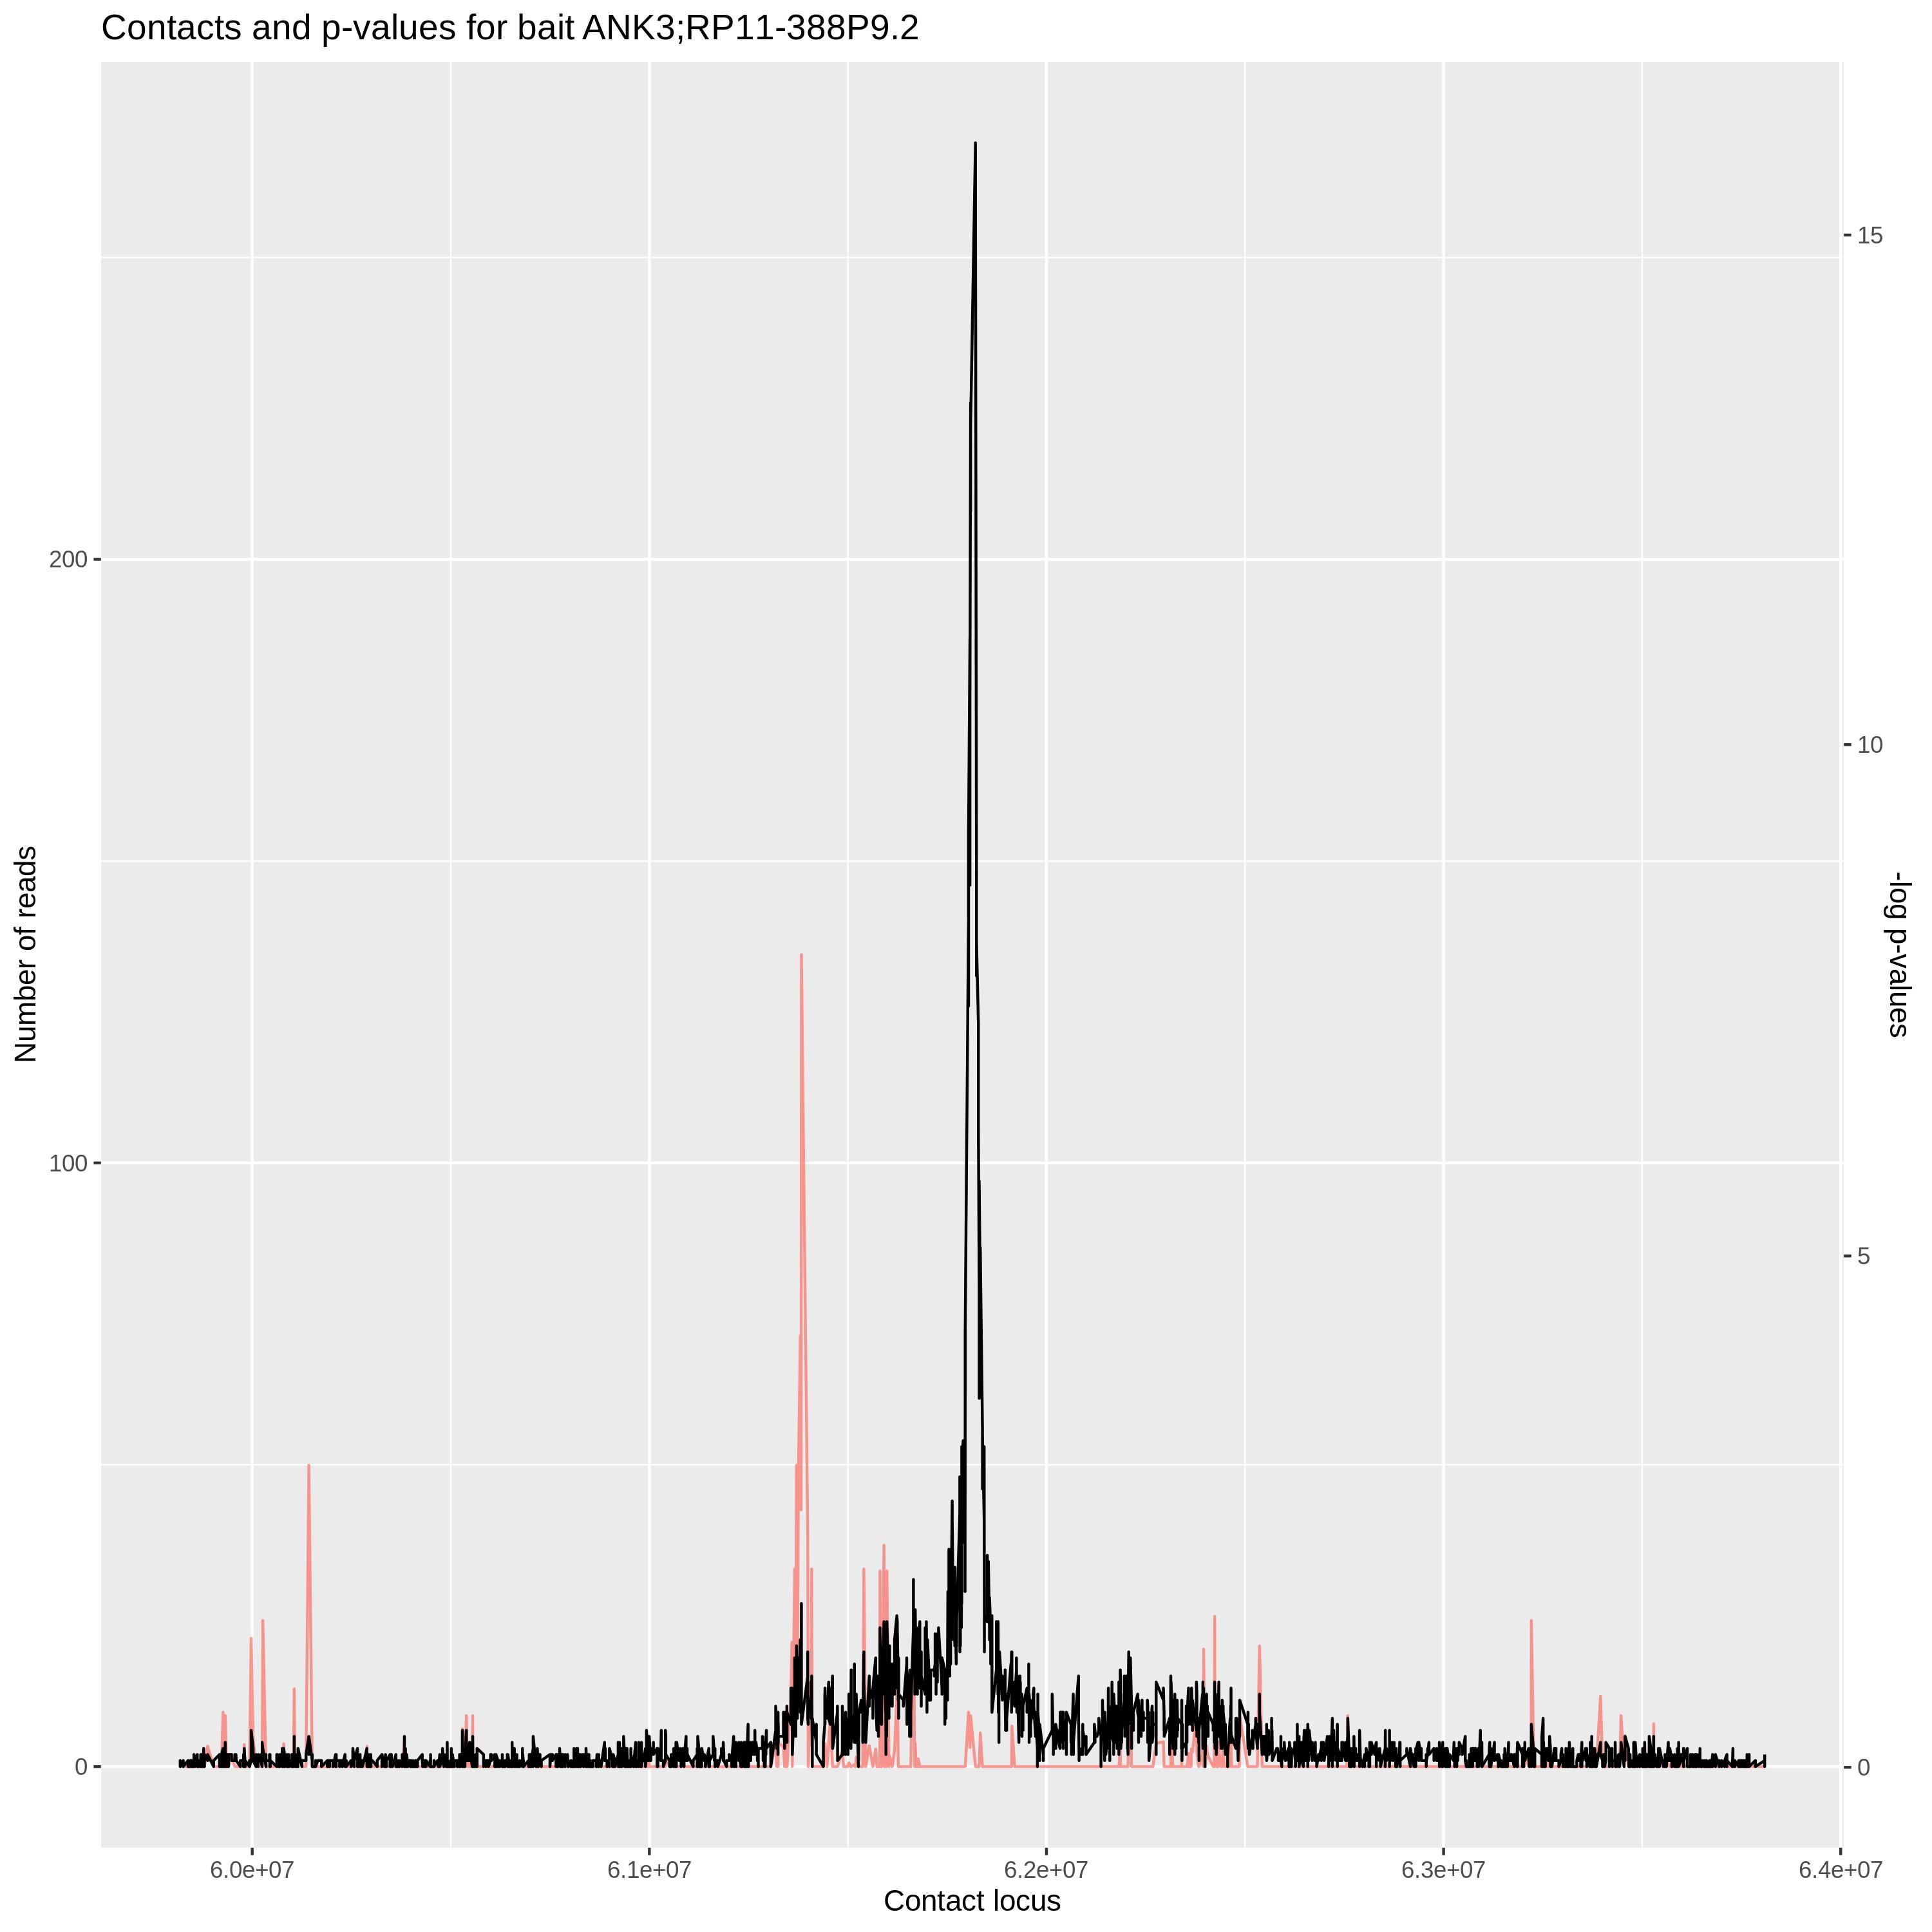 Contacts and p-values for bait ANK3;RP11-388P9.2
Number of reads
200
100
0
15
10
5
0
-log p-values
6.0e+07
6.1e+07
6.2e+07
6.3e+07
6.4e+07
Contact locus